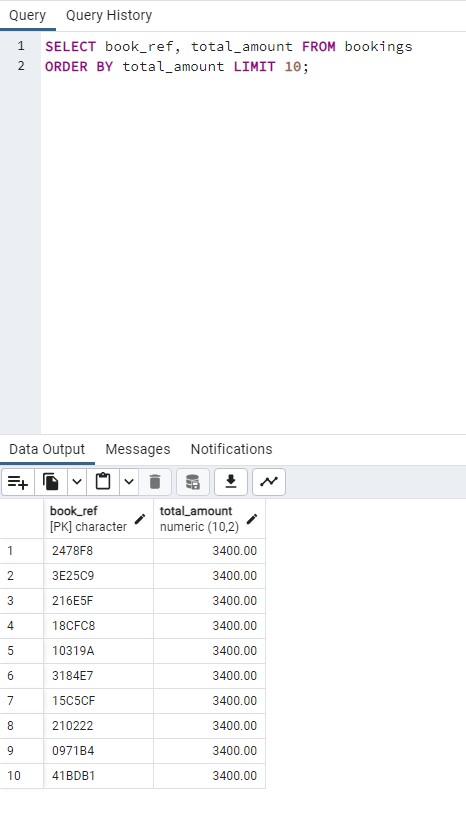 Query Query History
1 SELECT book_ref, total_amount FROM bookings
2 ORDER BY total_amount LIMIT 10;
Data Output Messages Notifications
book_ref total_amount
[PK] character numeric (10,2)
1 2478F8 3400.00
2 3E25C9 3400.00
3 216E5F 3400.00
4 18CFC8 3400.00
5 10319A 3400.00
6 3184E7 3400.00
7 15C5CF 3400.00
8 210222 3400.00
9 0971B4 3400.00
10 41BDB1 3400.00